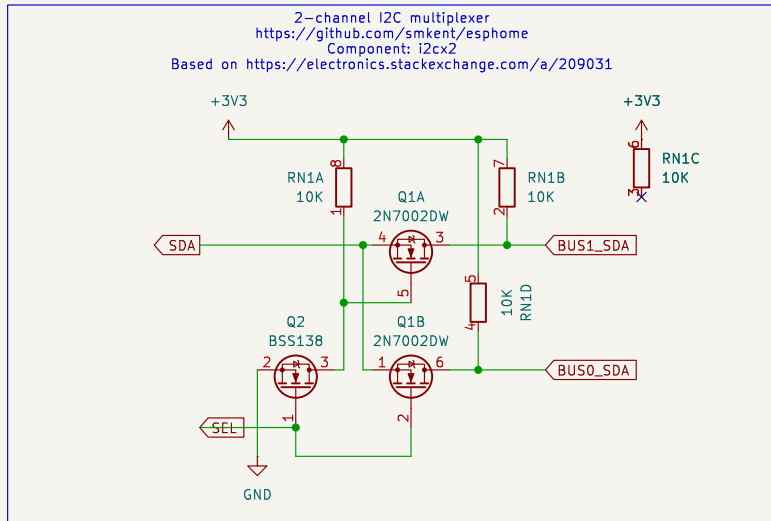 2-channel I2C multiplexer
https://github.com/smkent/esphome
Component: i2cx2
Based on https://electronics.stackexchange.com/a/209031
+3V3
+3V3
8
RN1A
10K
1
7
RN1B
10K
2
6
RN1C
10K
3
Q1A
2N7002DW
SDA
4
3
5
BUS1_SDA
5
10K
RN1D
4
Q2
BSS138
2
3
1
Q1B
2N7002DW
1
6
2
BUS0_SDA
SEL
GND